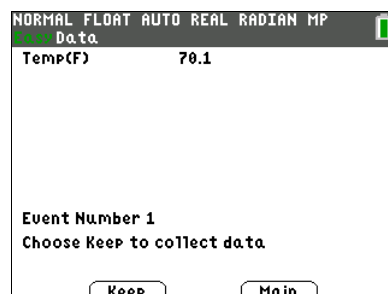 NORMAL FLOAT AUTO REAL RADIAN MP
EasyData
Temp(F) 70.1
Event Number 1
Choose Keep to collect data
Keep Main